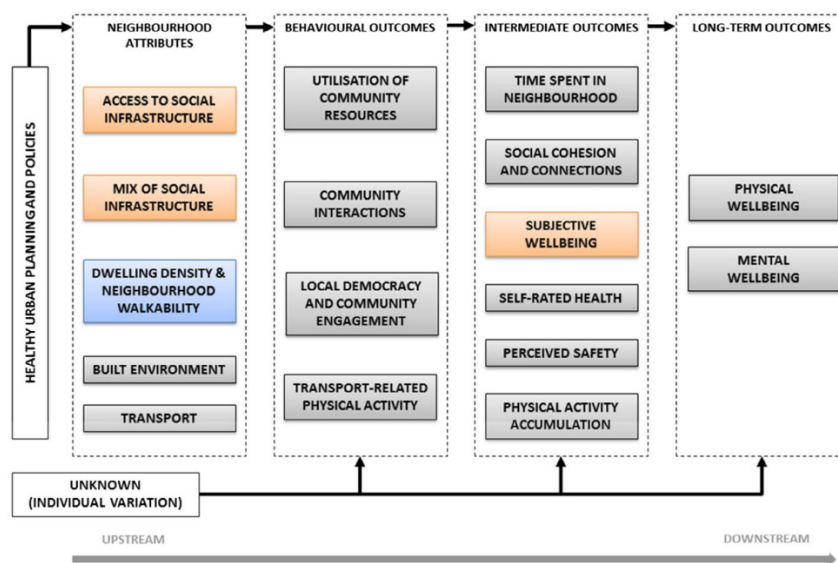 HEALTHY URBAN PLANNING AND POLICIES
NEIGHBOURHOOD
ATTRIBUTES
ACCESS TO SOCIAL
INFRASTRUCTURE
MIX OF SOCIAL
INFRASTRUCTURE
DWELLING DENSITY &
NEIGHBOURHOOD
WALKABILITY
BUILT ENVIRONMENT
TRANSPORT
BEHAVIOURAL OUTCOMES
UTILISATION OF
COMMUNITY
RESOURCES
COMMUNITY
INTERACTIONS
LOCAL DEMOCRACY
AND COMMUNITY
ENGAGEMENT
TRANSPORT-RELATED
PHYSICAL ACTIVITY
INTERMEDIATE OUTCOMES
TIME SPENT IN
NEIGHBOURHOOD
SOCIAL COHESION
AND CONNECTIONS
SUBJECTIVE
WELLBEING
SELF-RATED HEALTH
PERCEIVED SAFETY
PHYSICAL ACTIVITY
ACCUMULATION
LONG-TERM OUTCOMES
PHYSICAL
WELLBEING
MENTAL
WELLBEING
UNKNOWN
(INDIVIDUAL VARIATION)
UPSTREAM
DOWNSTREAM